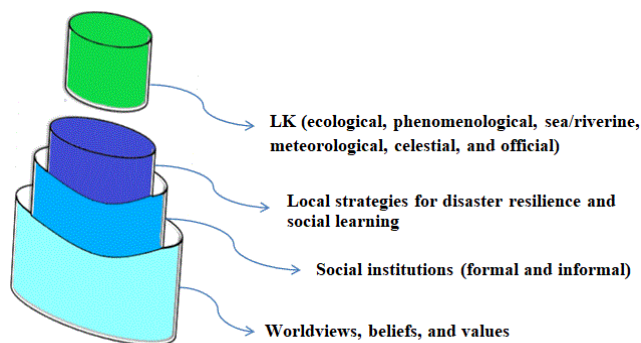 LK (ecological, phenomenological, sea/riverine,
meteorological, celestial, and official)
Local strategies for disaster resilience and
social learning
Social institutions (formal and informal)
Worldviews, beliefs, and values